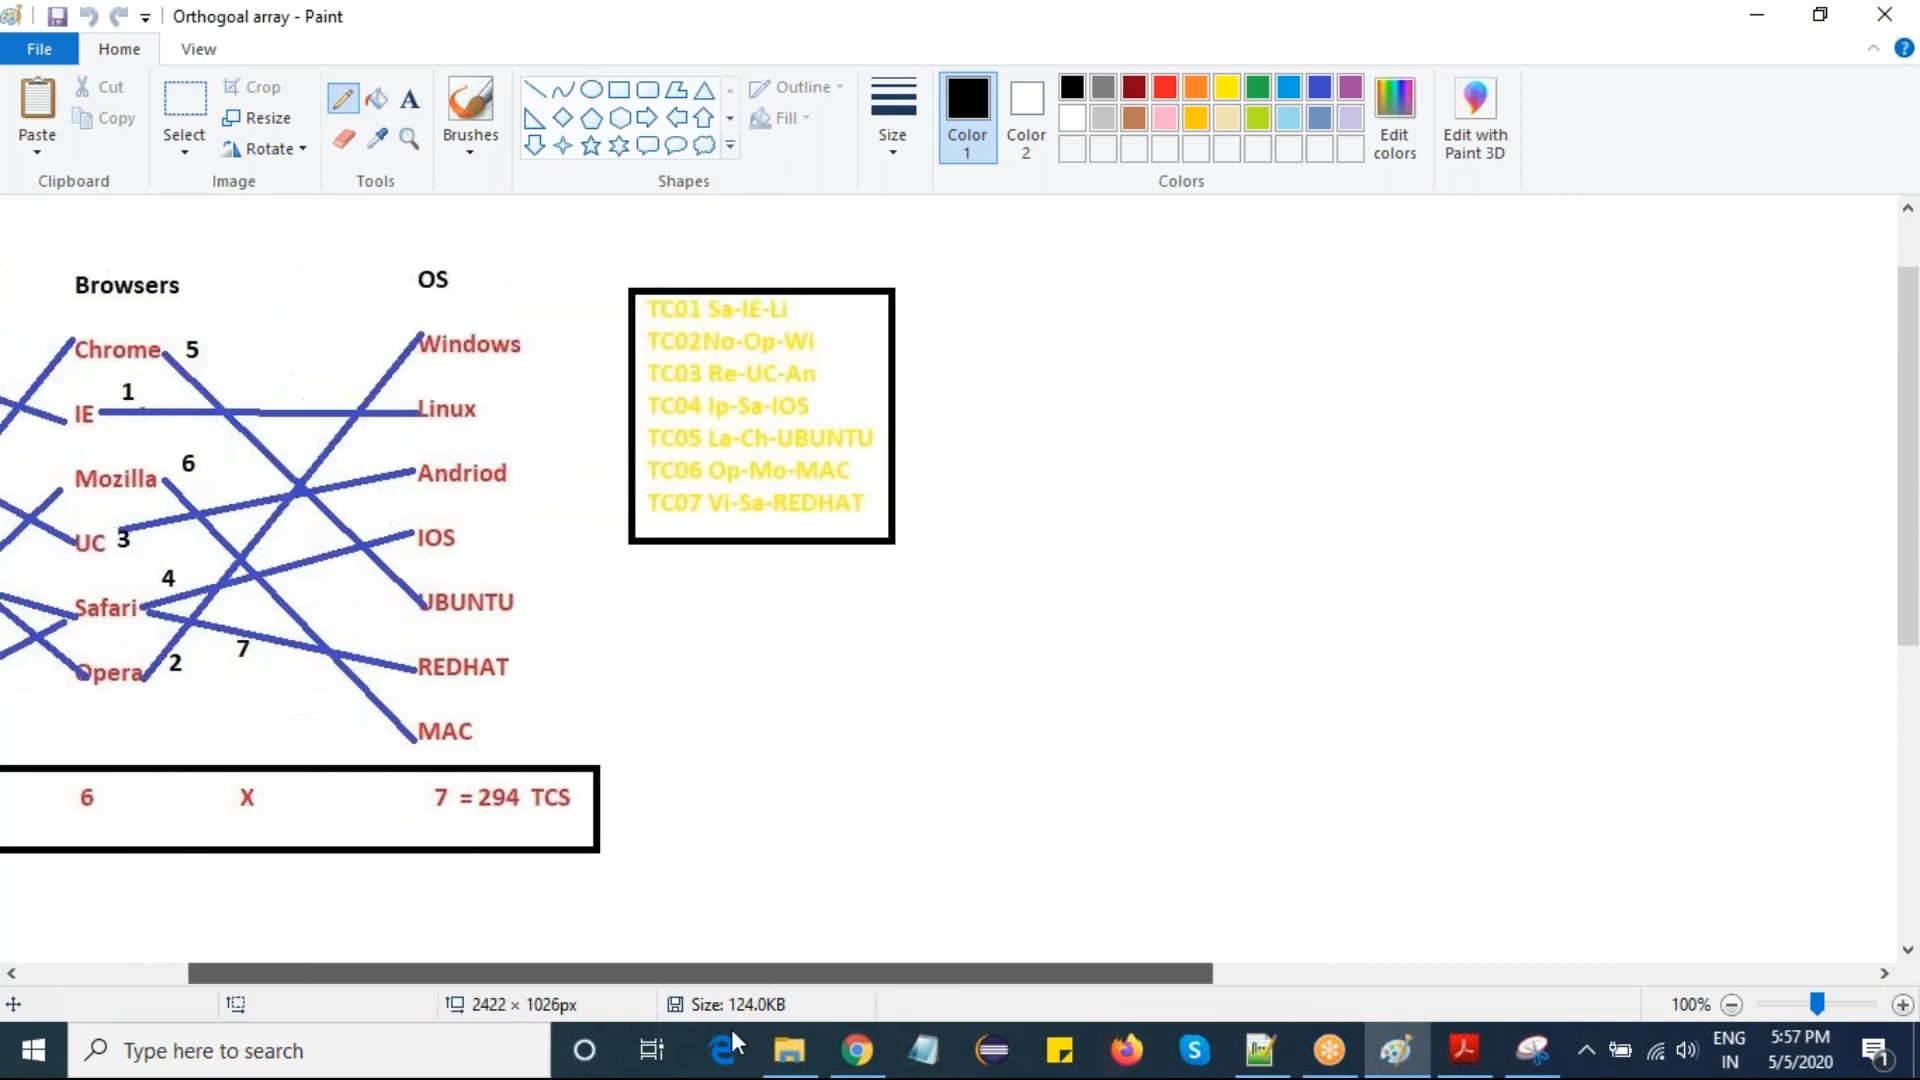 Orthogoal array - Paint
File
Home
View
Paste
Cut
Copy
Clipboard
Select
Crop
Resize
Rotate
Image
Tools
Brushes
Outline
Fill
Shapes
Size
Color 1
Color 2
Edit colors
Colors
Edit with Paint 3D
Browsers
OS
Chrome 5
Windows
1
IE
Linux
6
Mozilla
Andriod
UC 3
IOS
4
Safari
UBUNTU
7
Opera 2
REDHAT
MAC
TC01 Sa-IE-Li
TC02No-Op-Wi
TC03 Re-UC-An
TC04 Ip-Sa-IOS
TC05 La-Ch-UBUNTU
TC06 Op-Mo-MAC
TC07 Vi-Sa-REDHAT
6 X 7 = 294 TCS
2422 × 1026px
Size: 124.0KB
100%
Type here to search
ENG
IN
5:57 PM
5/5/2020
1